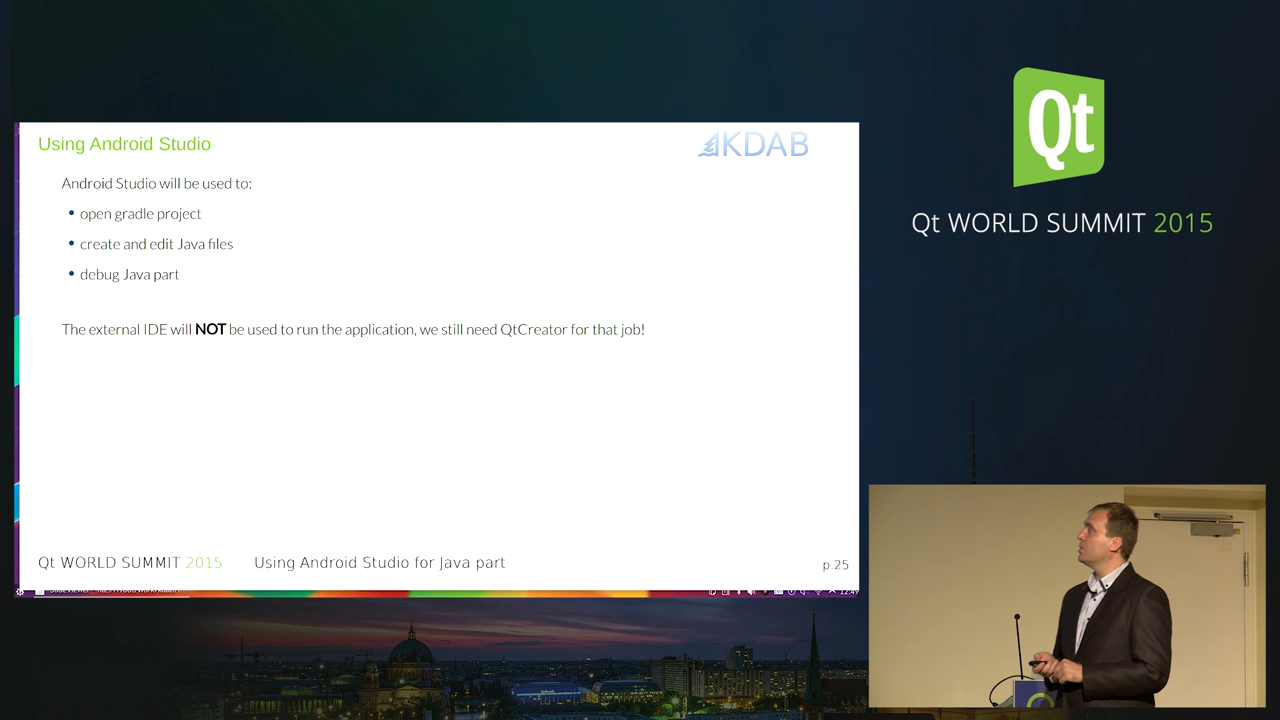 Using Android Studio
KDAB
Android Studio will be used to:
• open gradle project
• create and edit Java files
• debug Java part
The external IDE will NOT be used to run the application, we still need QtCreator for that job!
Qt WORLD SUMMIT 2015
Using Android Studio for Java part
p.25
Qt
Qt WORLD SUMMIT 2015